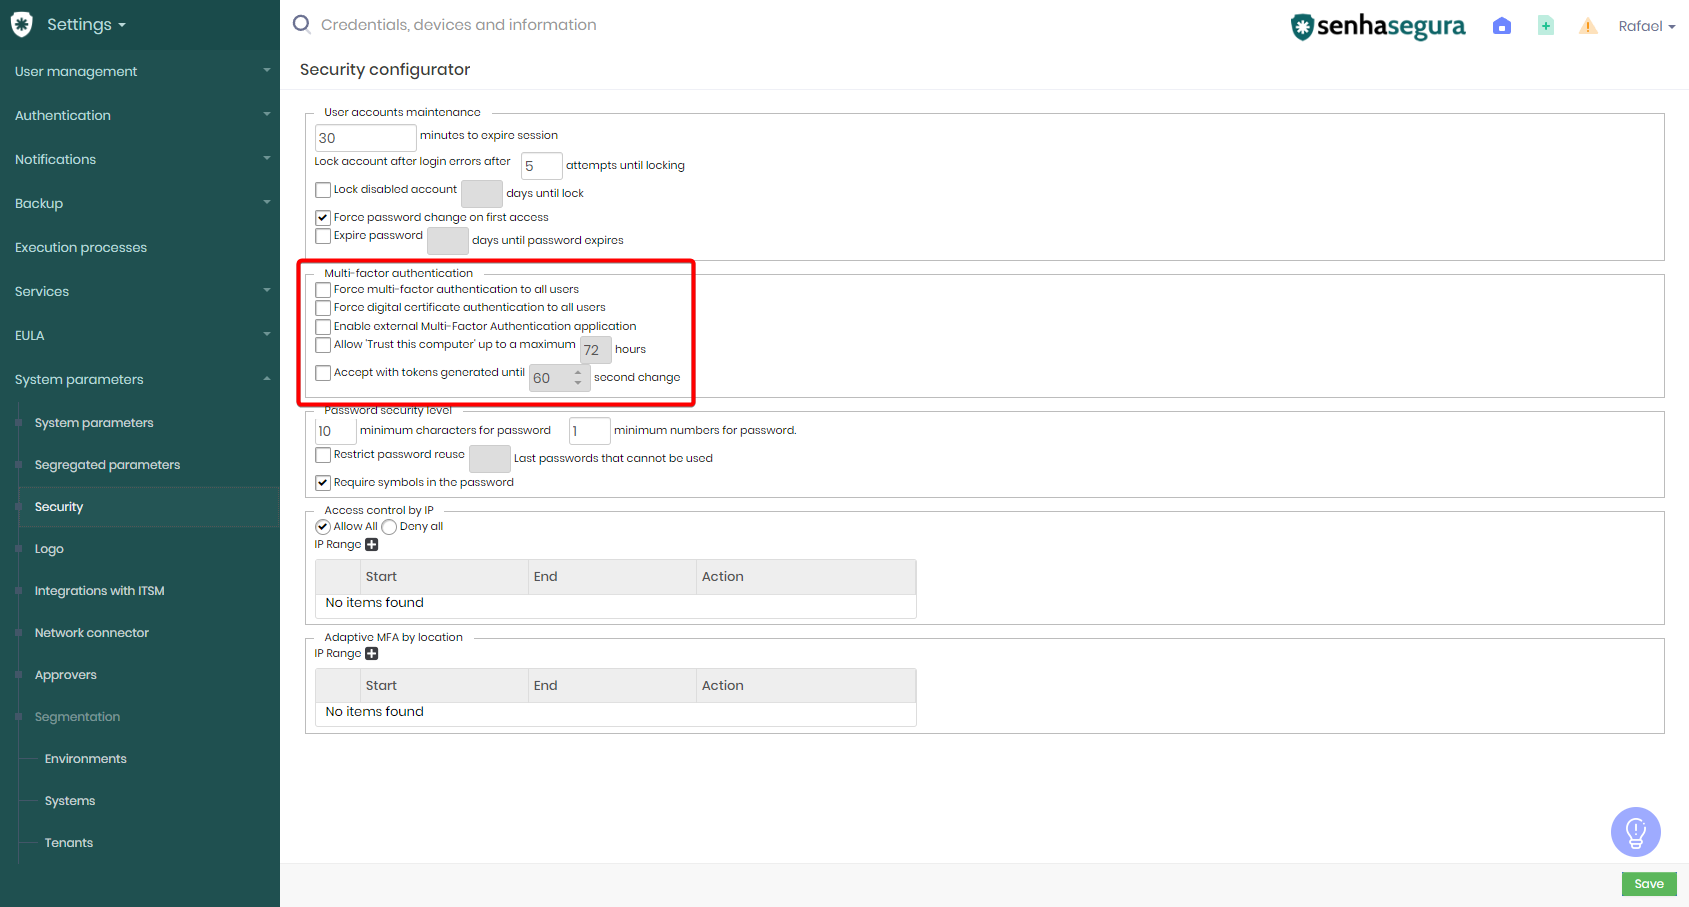 Settings
Credentials, devices and information
senhasegura
Rafael
User management
Authentication
Notifications
Backup
Execution processes
Services
EULA
System parameters
System parameters
Segregated parameters
Security
Logo
Integrations with ITSM
Network connector
Approvers
Segmentation
Environments
Systems
Tenants
Security configurator
User accounts maintenance
30 minutes to expire session
Lock account after login errors after 5 attempts until locking
Lock disabled account days until lock
Force password change on first access
Expire password days until password expires
Multi-factor authentication
Force multi-factor authentication to all users
Force digital certificate authentication to all users
Enable external Multi-Factor Authentication application
Allow 'Trust this computer' up to a maximum 72 hours
Accept with tokens generated until 60 second change
Password security level
10 minimum characters for password 1 minimum numbers for password.
Restrict password reuse Last passwords that cannot be used
Require symbols in the password
Access control by IP
Allow All Deny all
IP Range
Start End Action
No items found
Adaptive MFA by location
IP Range
Start End Action
No items found
Save